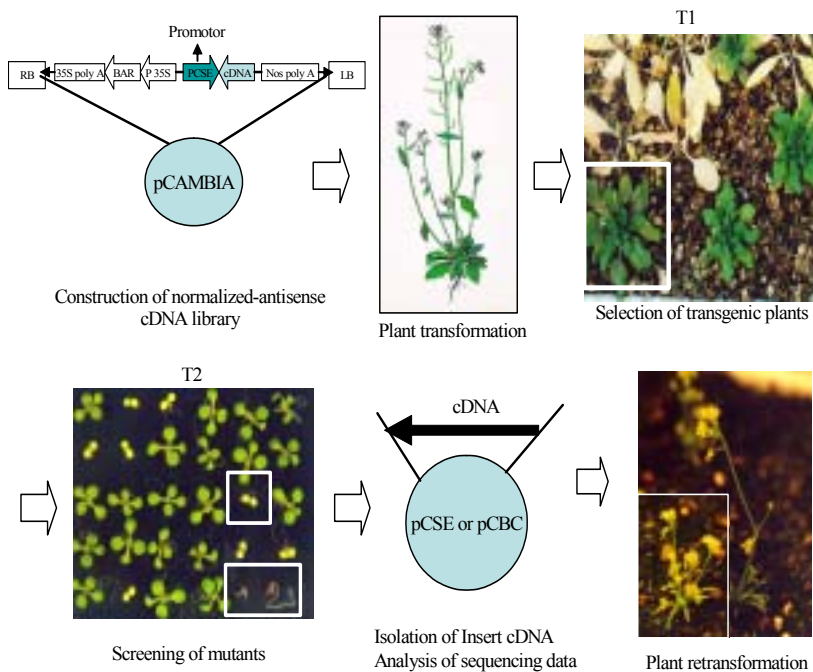 T1
Promotor
RB
35S poly A
BAR
P 35S
PCSE
cDNA
Nos poly A
LB
pCAMBIA
Construction of normalized-antisense
cDNA library
Plant transformation
Selection of transgenic plants
T2
cDNA
pCSE or pCBC
Screening of mutants
Isolation of Insert cDNA
Analysis of sequencing data
Plant retransformation